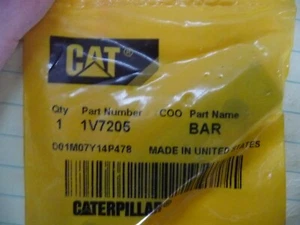 CAT
Qty Part Number COO Part Name
1 1V7205 BAR
D01M07Y14P478 MADE IN UNITED STATES
CATERPILLAR